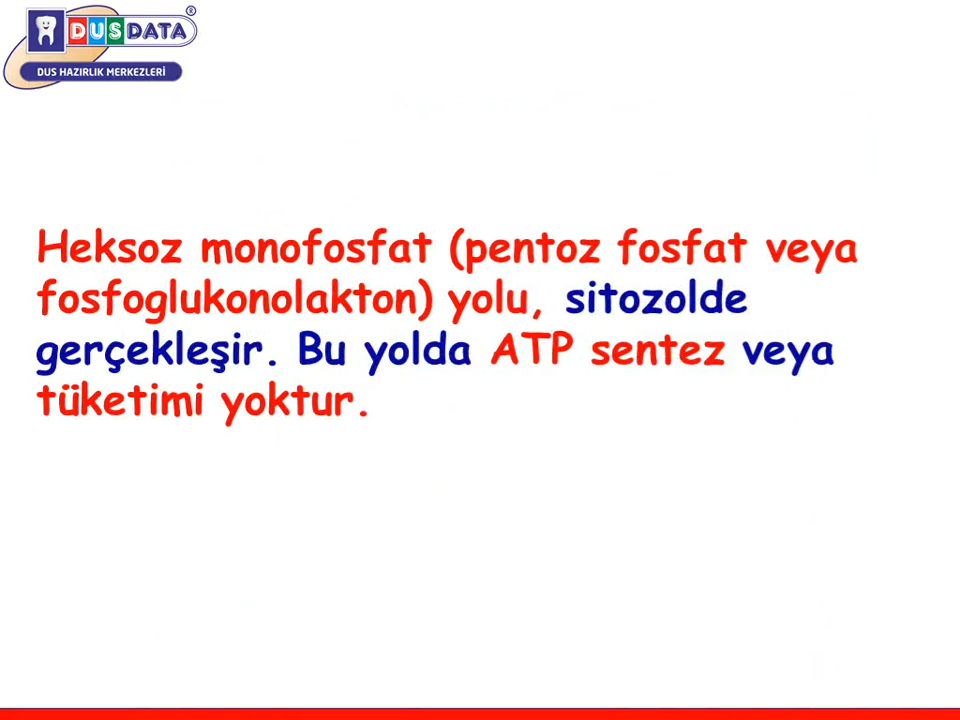 DUSDATA®
DUS HAZIRLIK MERKEZLERİ
Heksoz monofosfat (pentoz fosfat veya
fosfoglukonolakton) yolu, sitozolde
gerçekleşir. Bu yolda ATP sentez veya
tüketimi yoktur.